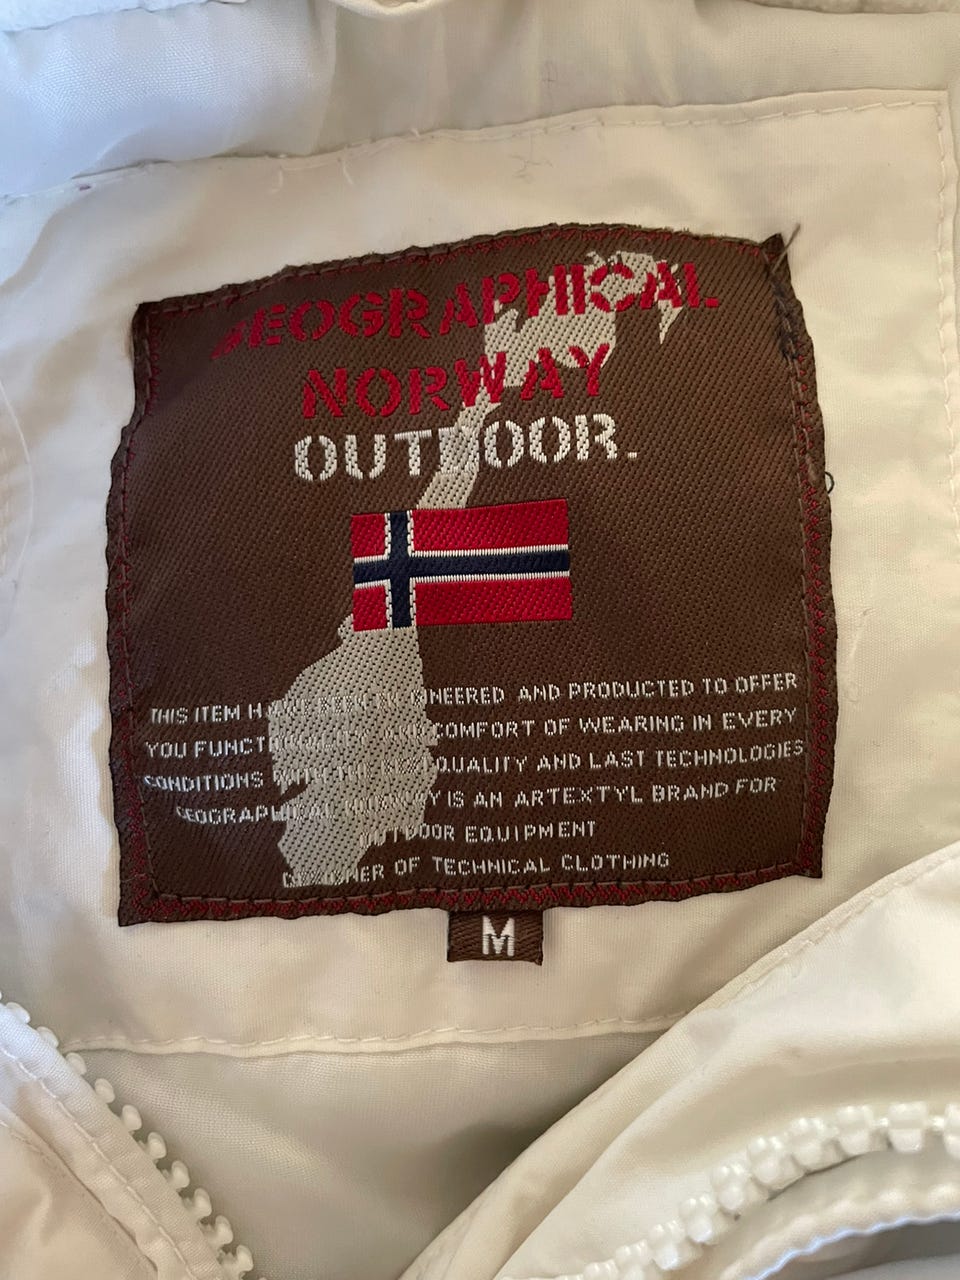 GEOGRAPHICAL
NORWAY
OUTDOOR.
THIS ITEM HAVE BEEN ENGINEERED AND PRODUCTED TO OFFER
YOU FUNCTIONALITY AND COMFORT OF WEARING IN EVERY
CONDITIONS WITH THE BEST QUALITY AND LAST TECHNOLOGIES
GEOGRAPHICAL NORWAY IS AN ARTEXTYL BRAND FOR
OUTDOOR EQUIPMENT
DESIGNER OF TECHNICAL CLOTHING
M